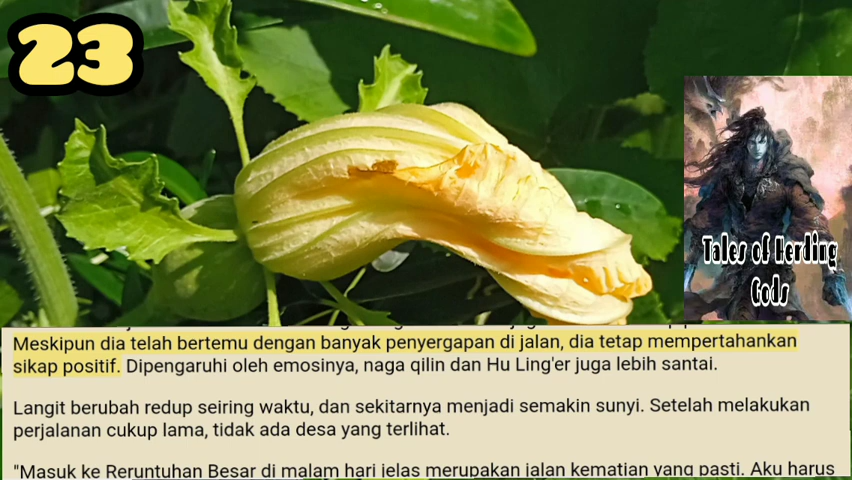 23
Tales of Herding
Gods
Meskipun dia telah bertemu dengan banyak penyergapan di jalan, dia tetap mempertahankan
sikap positif. Dipengaruhi oleh emosinya, naga qilin dan Hu Ling'er juga lebih santai.
Langit berubah redup seiring waktu, dan sekitarnya menjadi semakin sunyi. Setelah melakukan
perjalanan cukup lama, tidak ada desa yang terlihat.
"Masuk ke Reruntuhan Besar di malam hari jelas merupakan jalan kematian yang pasti. Aku harus